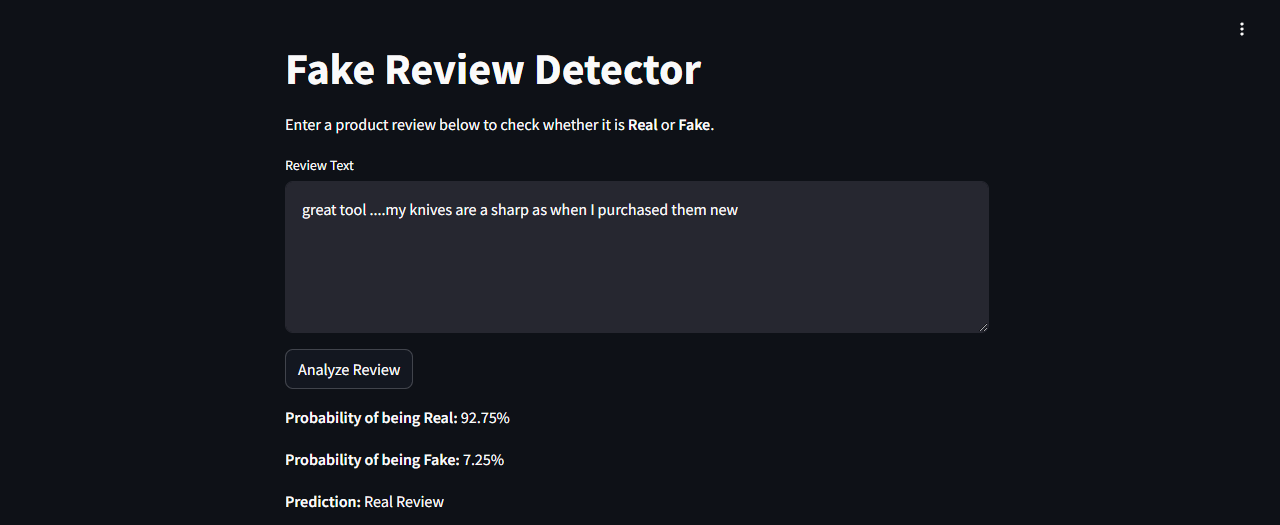 Fake Review Detector
Enter a product review below to check whether it is Real or Fake.
Review Text
great tool ....my knives are a sharp as when I purchased them new
Analyze Review
Probability of being Real: 92.75%
Probability of being Fake: 7.25%
Prediction: Real Review